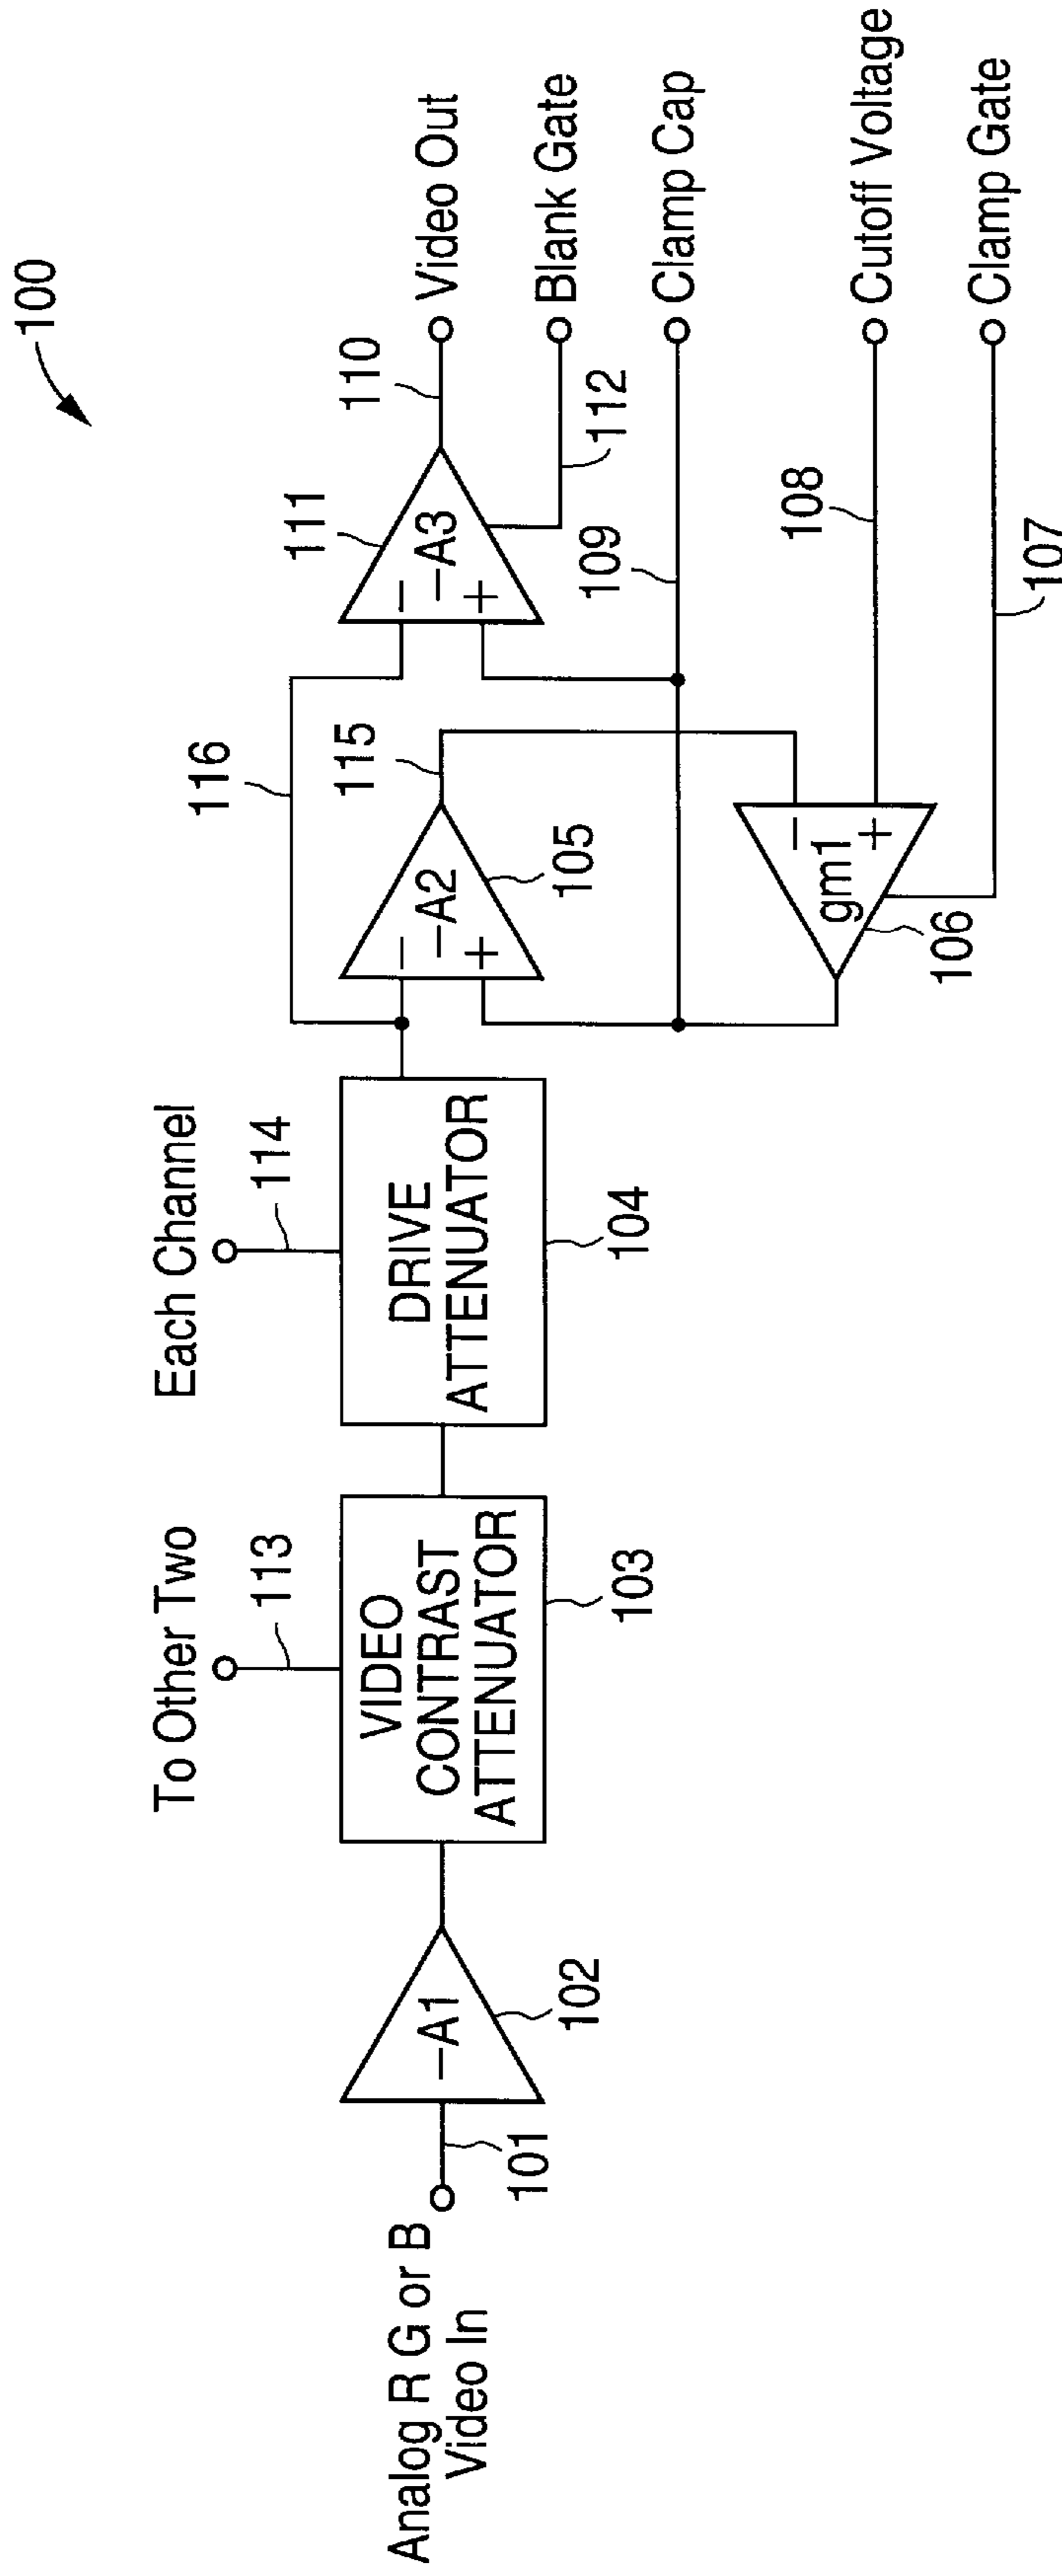 100
Analog R G or B
Video In
101
–A1
102
To Other Two
113
VIDEO
CONTRAST
ATTENUATOR
103
Each Channel
114
DRIVE
ATTENUATOR
104
116
–
–A2
+
105
115
111
–
–A3
+
110
Video Out
112
Blank Gate
109
Clamp Cap
108
Cutoff Voltage
107
Clamp Gate
–
gm1
+
106